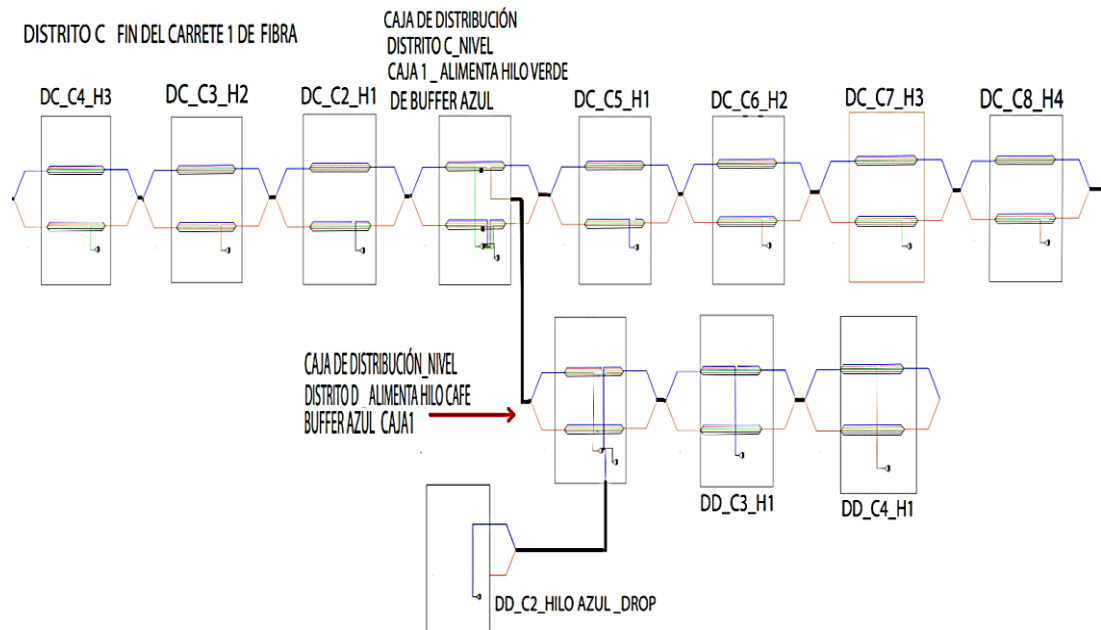 DISTRITO C FIN DEL CARRETE 1 DE FIBRA
CAJA DE DISTRIBUCIÓN
DISTRITO C_NIVEL
CAJA 1 _ ALIMENTA HILO VERDE
DE BUFFER AZUL
DC_C4_H3
DC_C3_H2
DC_C2_H1
DC_C5_H1
DC_C6_H2
DC_C7_H3
DC_C8_H4
CAJA DE DISTRIBUCIÓN_NIVEL
DISTRITO D _ ALIMENTA HILO CAFE
BUFFER AZUL CAJA1
DD_C3_H1
DD_C4_H1
DD_C2_HILO AZUL _DROP